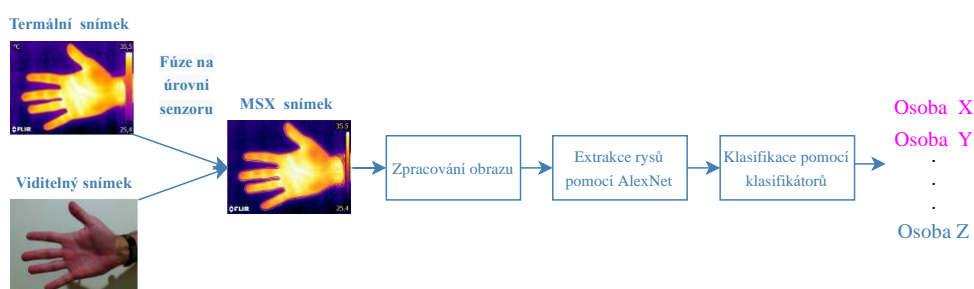 Termální snímek
°C
35,5
25,4
FLIR
Fúze na
úrovni
senzoru
Viditelný snímek
MSX snímek
35.5
25.4
FLIR
Zpracování obrazu
Extrakce rysů
pomocí AlexNet
Klasifikace pomocí
klasifikátorů
Osoba X
Osoba Y
.
.
.
Osoba Z